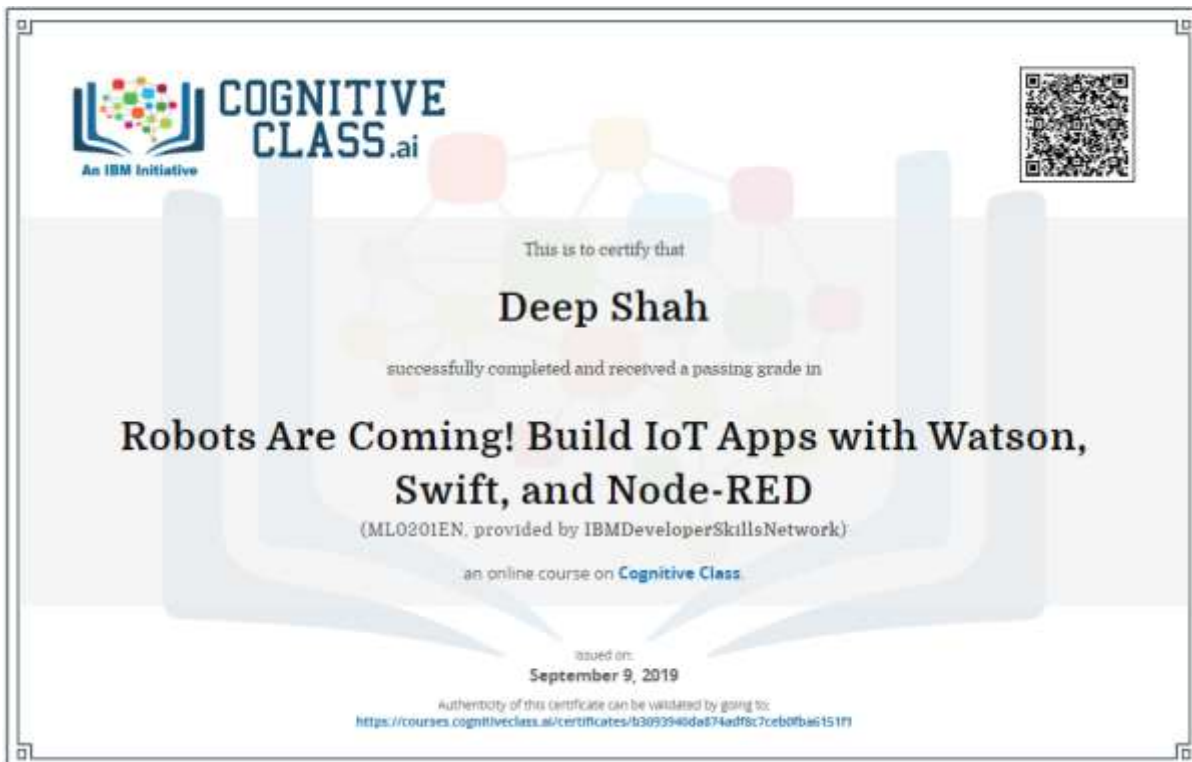 COGNITIVE
CLASS.ai
An IBM Initiative
This is to certify that
Deep Shah
successfully completed and received a passing grade in
Robots Are Coming! Build IoT Apps with Watson,
Swift, and Node-RED
(ML0201EN, provided by IBMDeveloperSkillsNetwork)
an online course on Cognitive Class.
Issued on:
September 9, 2019
Authenticity of this certificate can be validated by going to: